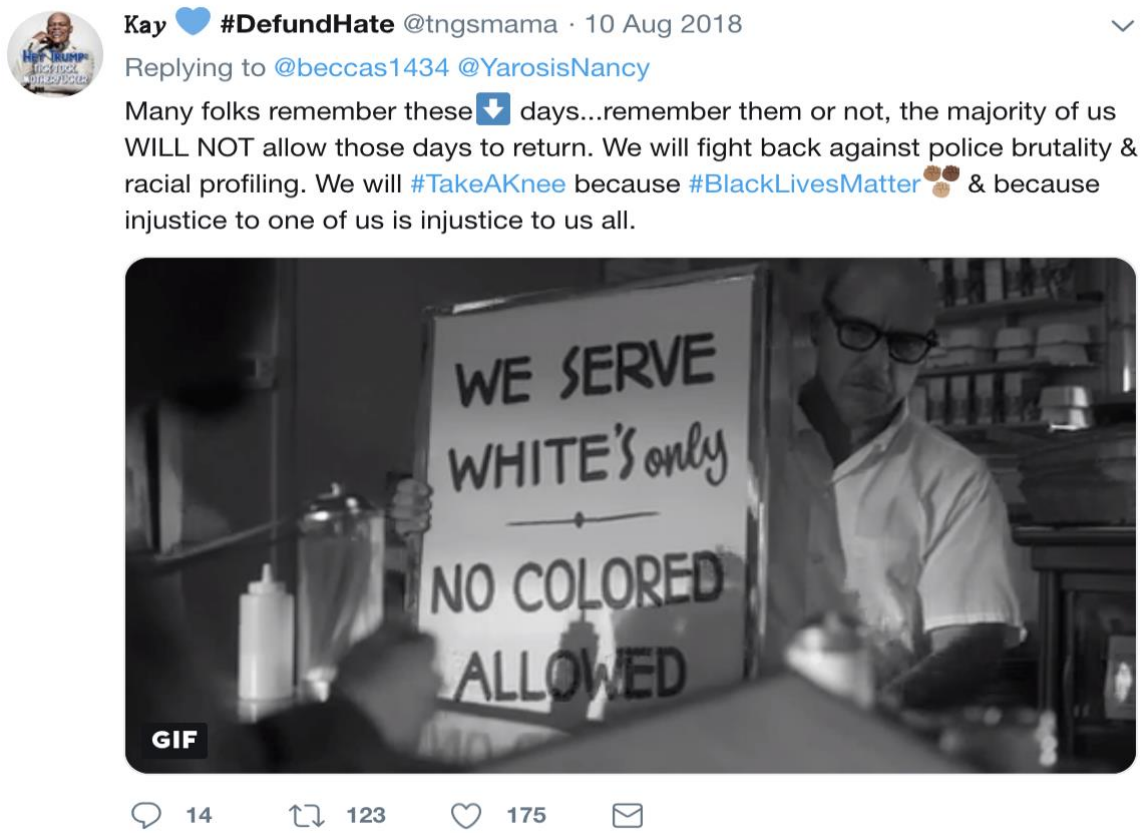 Kay 💙 #DefundHate @tngsmama · 10 Aug 2018
HEY TRUMP
Replying to @beccas1434 @YarosisNancy
Many folks remember these⬇️ days...remember them or not, the majority of us
WILL NOT allow those days to return. We will fight back against police brutality &
racial profiling. We will #TakeAKnee because #BlackLivesMatter✊🏾✊🏿✊🏼 & because
injustice to one of us is injustice to us all.
WE SERVE
WHITE'S only
NO COLORED
ALLOWED
GIF
14 123 175